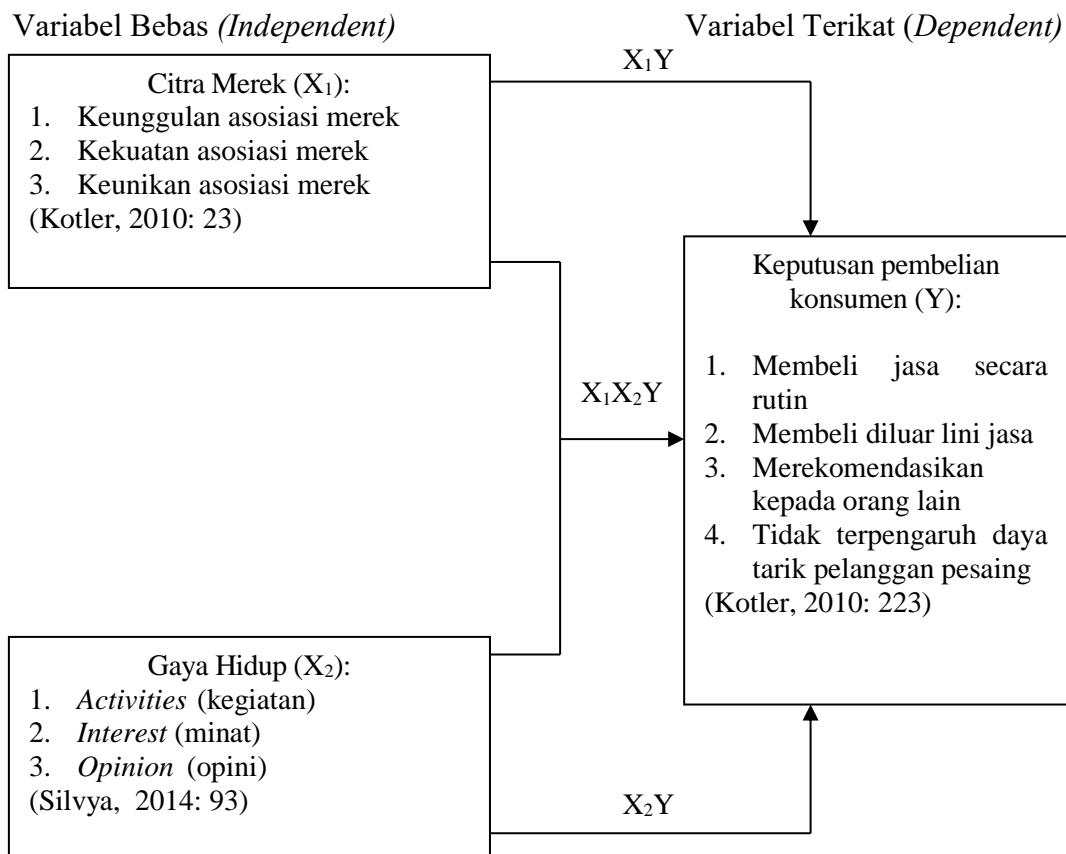 Variabel Bebas (Independent)
Variabel Terikat (Dependent)
X₁Y
Citra Merek (X₁):
1. Keunggulan asosiasi merek
2. Kekuatan asosiasi merek
3. Keunikan asosiasi merek
(Kotler, 2010: 23)
Keputusan pembelian
konsumen (Y):
1. Membeli jasa secara
rutin
2. Membeli diluar lini jasa
3. Merekomendasikan
kepada orang lain
4. Tidak terpengaruh daya
tarik pelanggan pesaing
(Kotler, 2010: 223)
X₁X₂Y
Gaya Hidup (X₂):
1. Activities (kegiatan)
2. Interest (minat)
3. Opinion (opini)
(Silvya, 2014: 93)
X₂Y